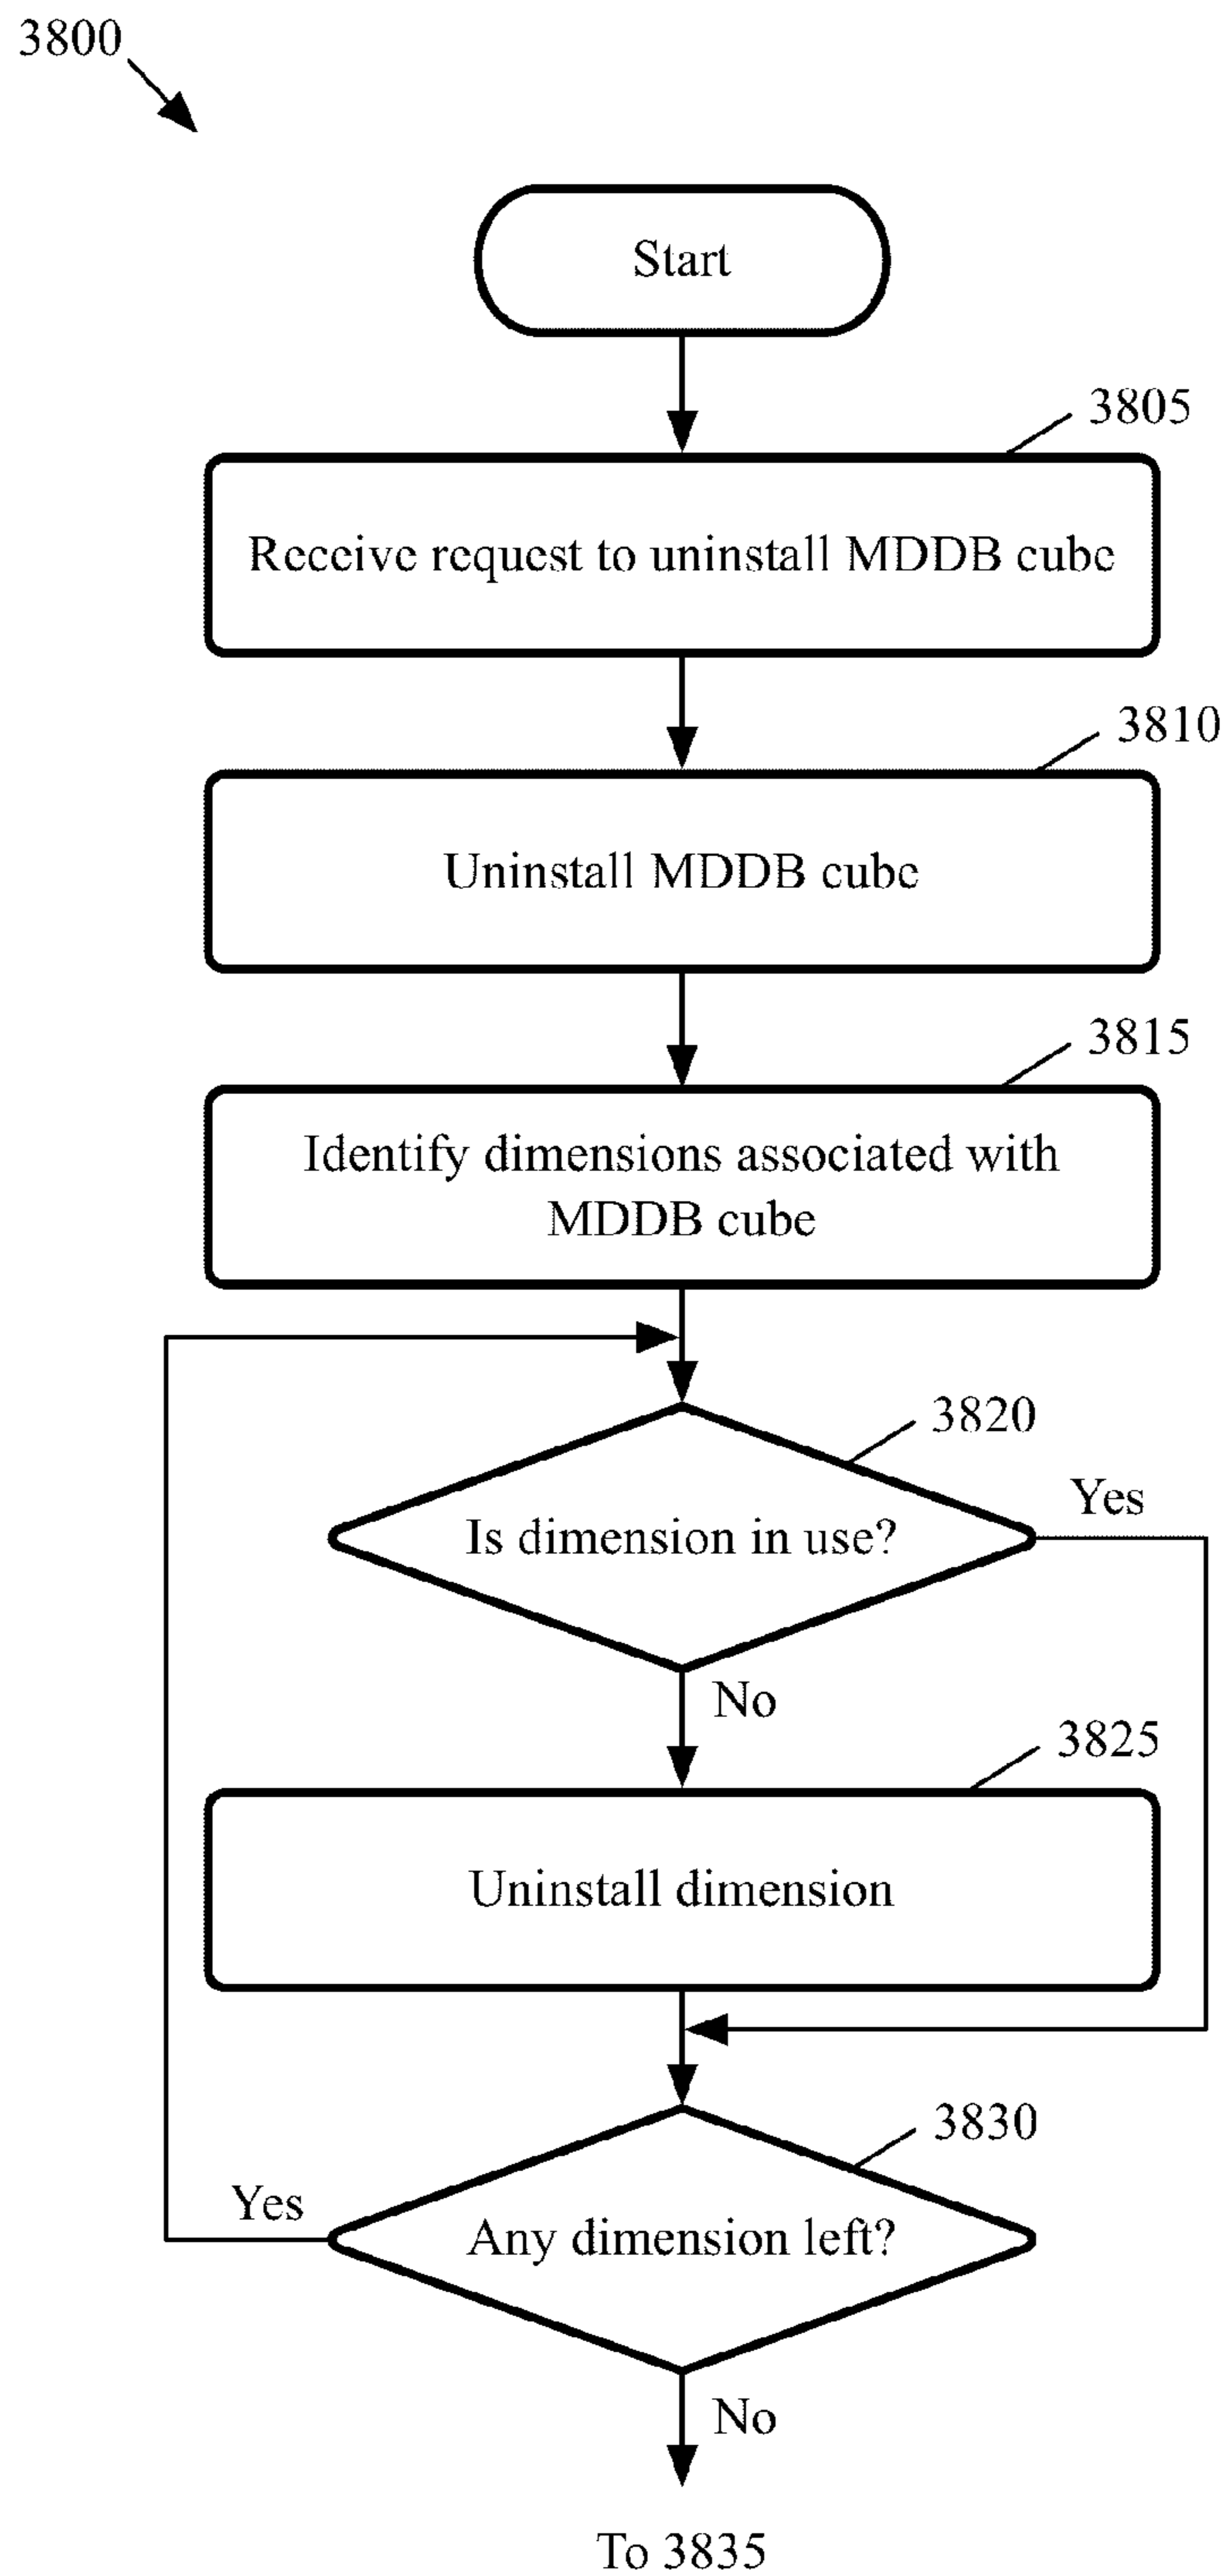 3800
Start
3805
Receive request to uninstall MDDB cube
3810
Uninstall MDDB cube
3815
Identify dimensions associated with
MDDB cube
3820
Is dimension in use?
Yes
No
3825
Uninstall dimension
3830
Any dimension left?
Yes
No
To 3835